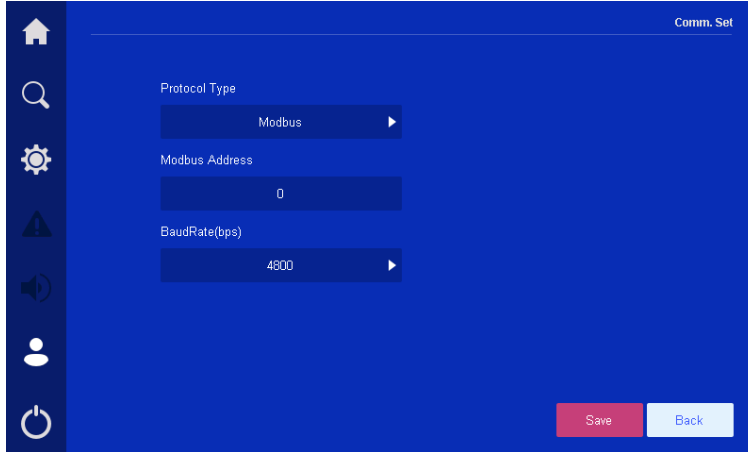 Comm. Set
Protocol Type
Modbus
Modbus Address
0
BaudRate(bps)
4800
Save
Back